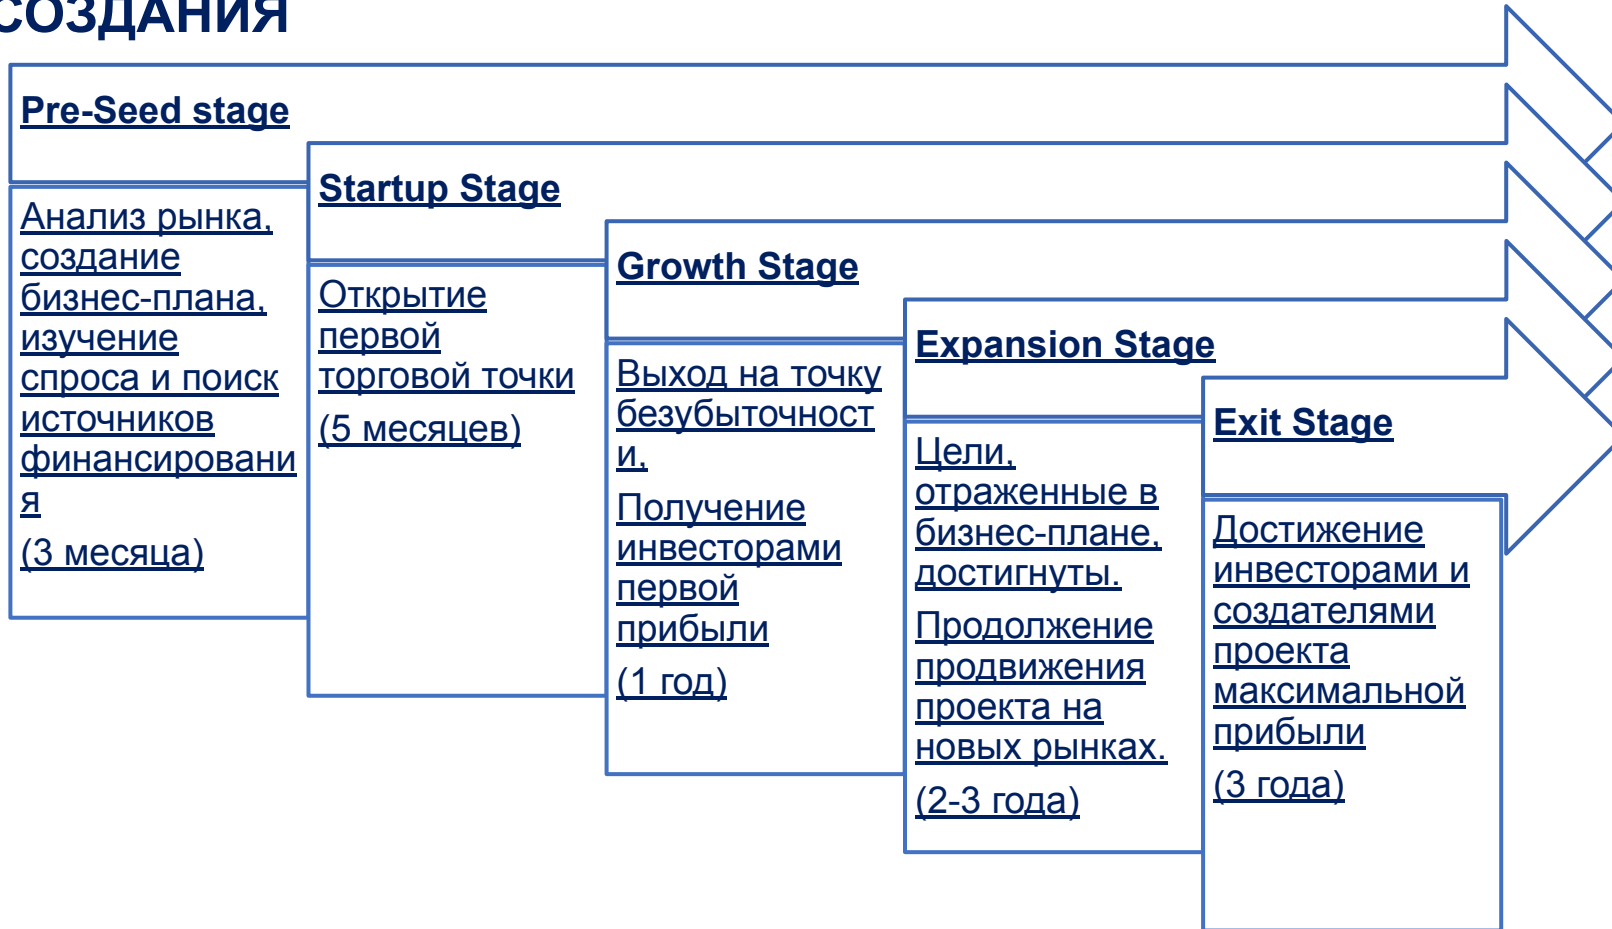 СОЗДАНИЯ
Pre-Seed stage
Анализ рынка,
создание
бизнес-плана,
изучение
спроса и поиск
источников
финансировани
я
(3 месяца)
Startup Stage
Открытие
первой
торговой точки
(5 месяцев)
Growth Stage
Выход на точку
безубыточност
и,
Получение
инвесторами
первой
прибыли
(1 год)
Expansion Stage
Цели,
отраженные в
бизнес-плане,
достигнуты.
Продолжение
продвижения
проекта на
новых рынках.
(2-3 года)
Exit Stage
Достижение
инвесторами и
создателями
проекта
максимальной
прибыли
(3 года)